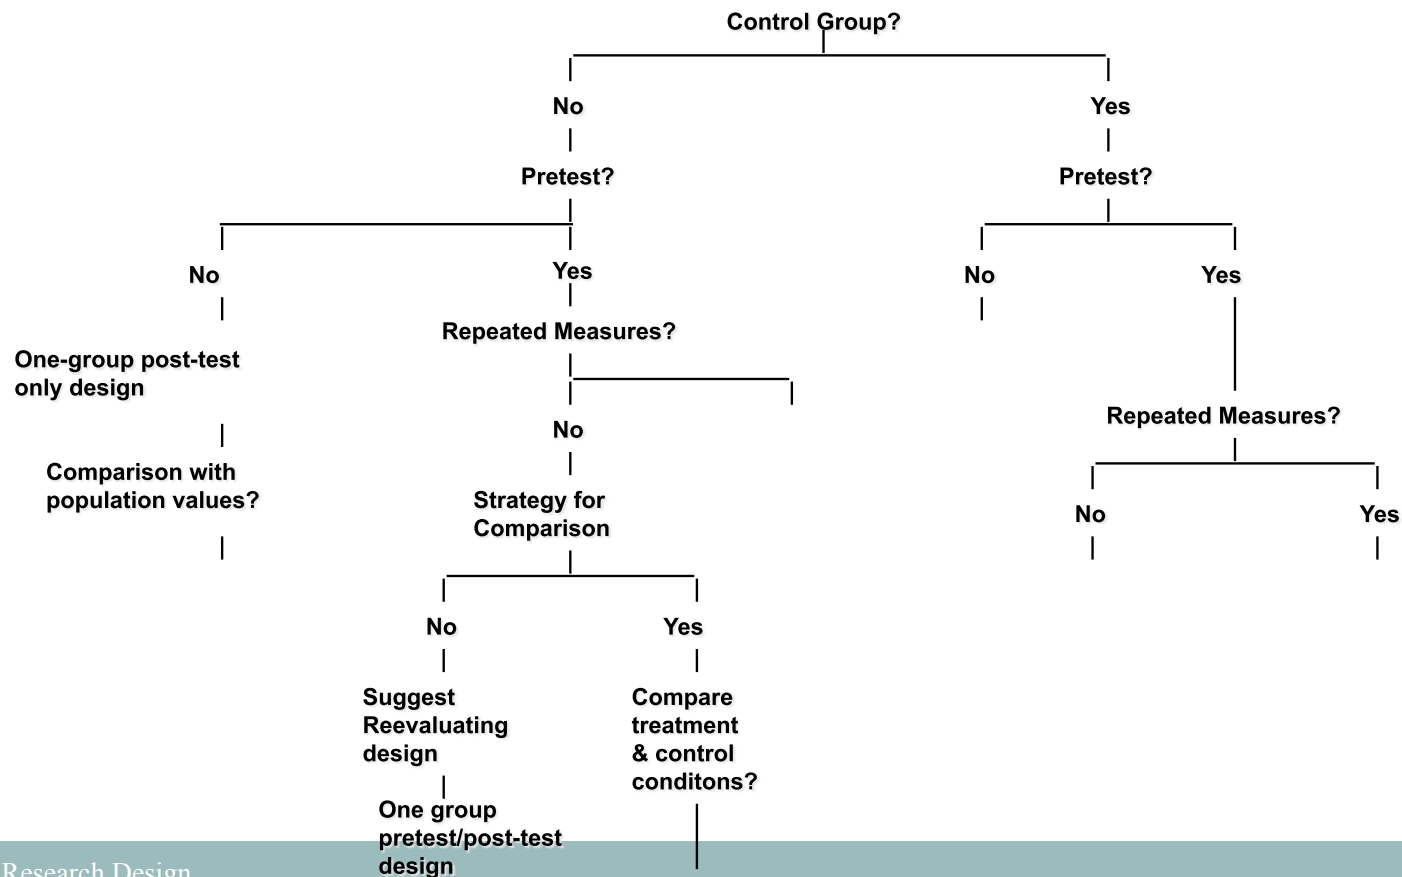 Control Group?
No
Yes
Pretest?
Pretest?
No
Yes
No
Yes
Repeated Measures?
One-group post-test
only design
Repeated Measures?
No
Comparison with
population values?
Strategy for
Comparison
No
Yes
No
Yes
Suggest
Reevaluating
design
Compare
treatment
& control
conditons?
One group
pretest/post-test
design
Research Design